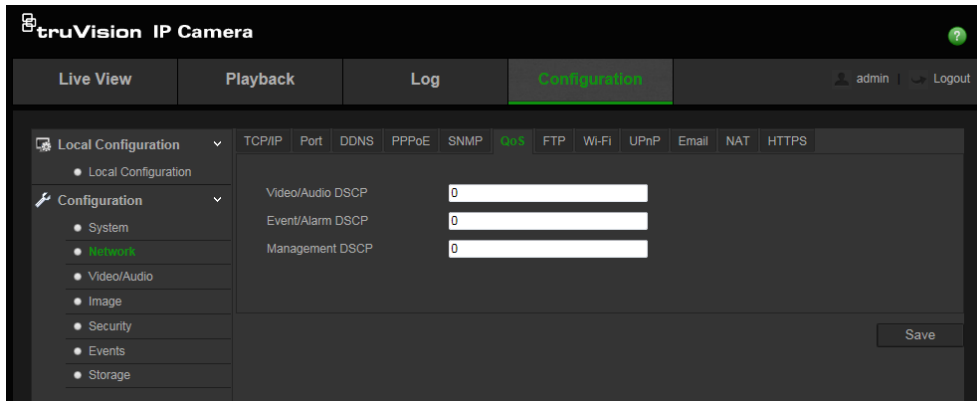 truVision IP Camera
?
Live View Playback Log Configuration admin | Logout
Local Configuration
Local Configuration
Configuration
System
Network
Video/Audio
Image
Security
Events
Storage
TCP/IP Port DDNS PPPoE SNMP QoS FTP Wi-Fi UPnP Email NAT HTTPS
Video/Audio DSCP 0
Event/Alarm DSCP 0
Management DSCP 0
Save